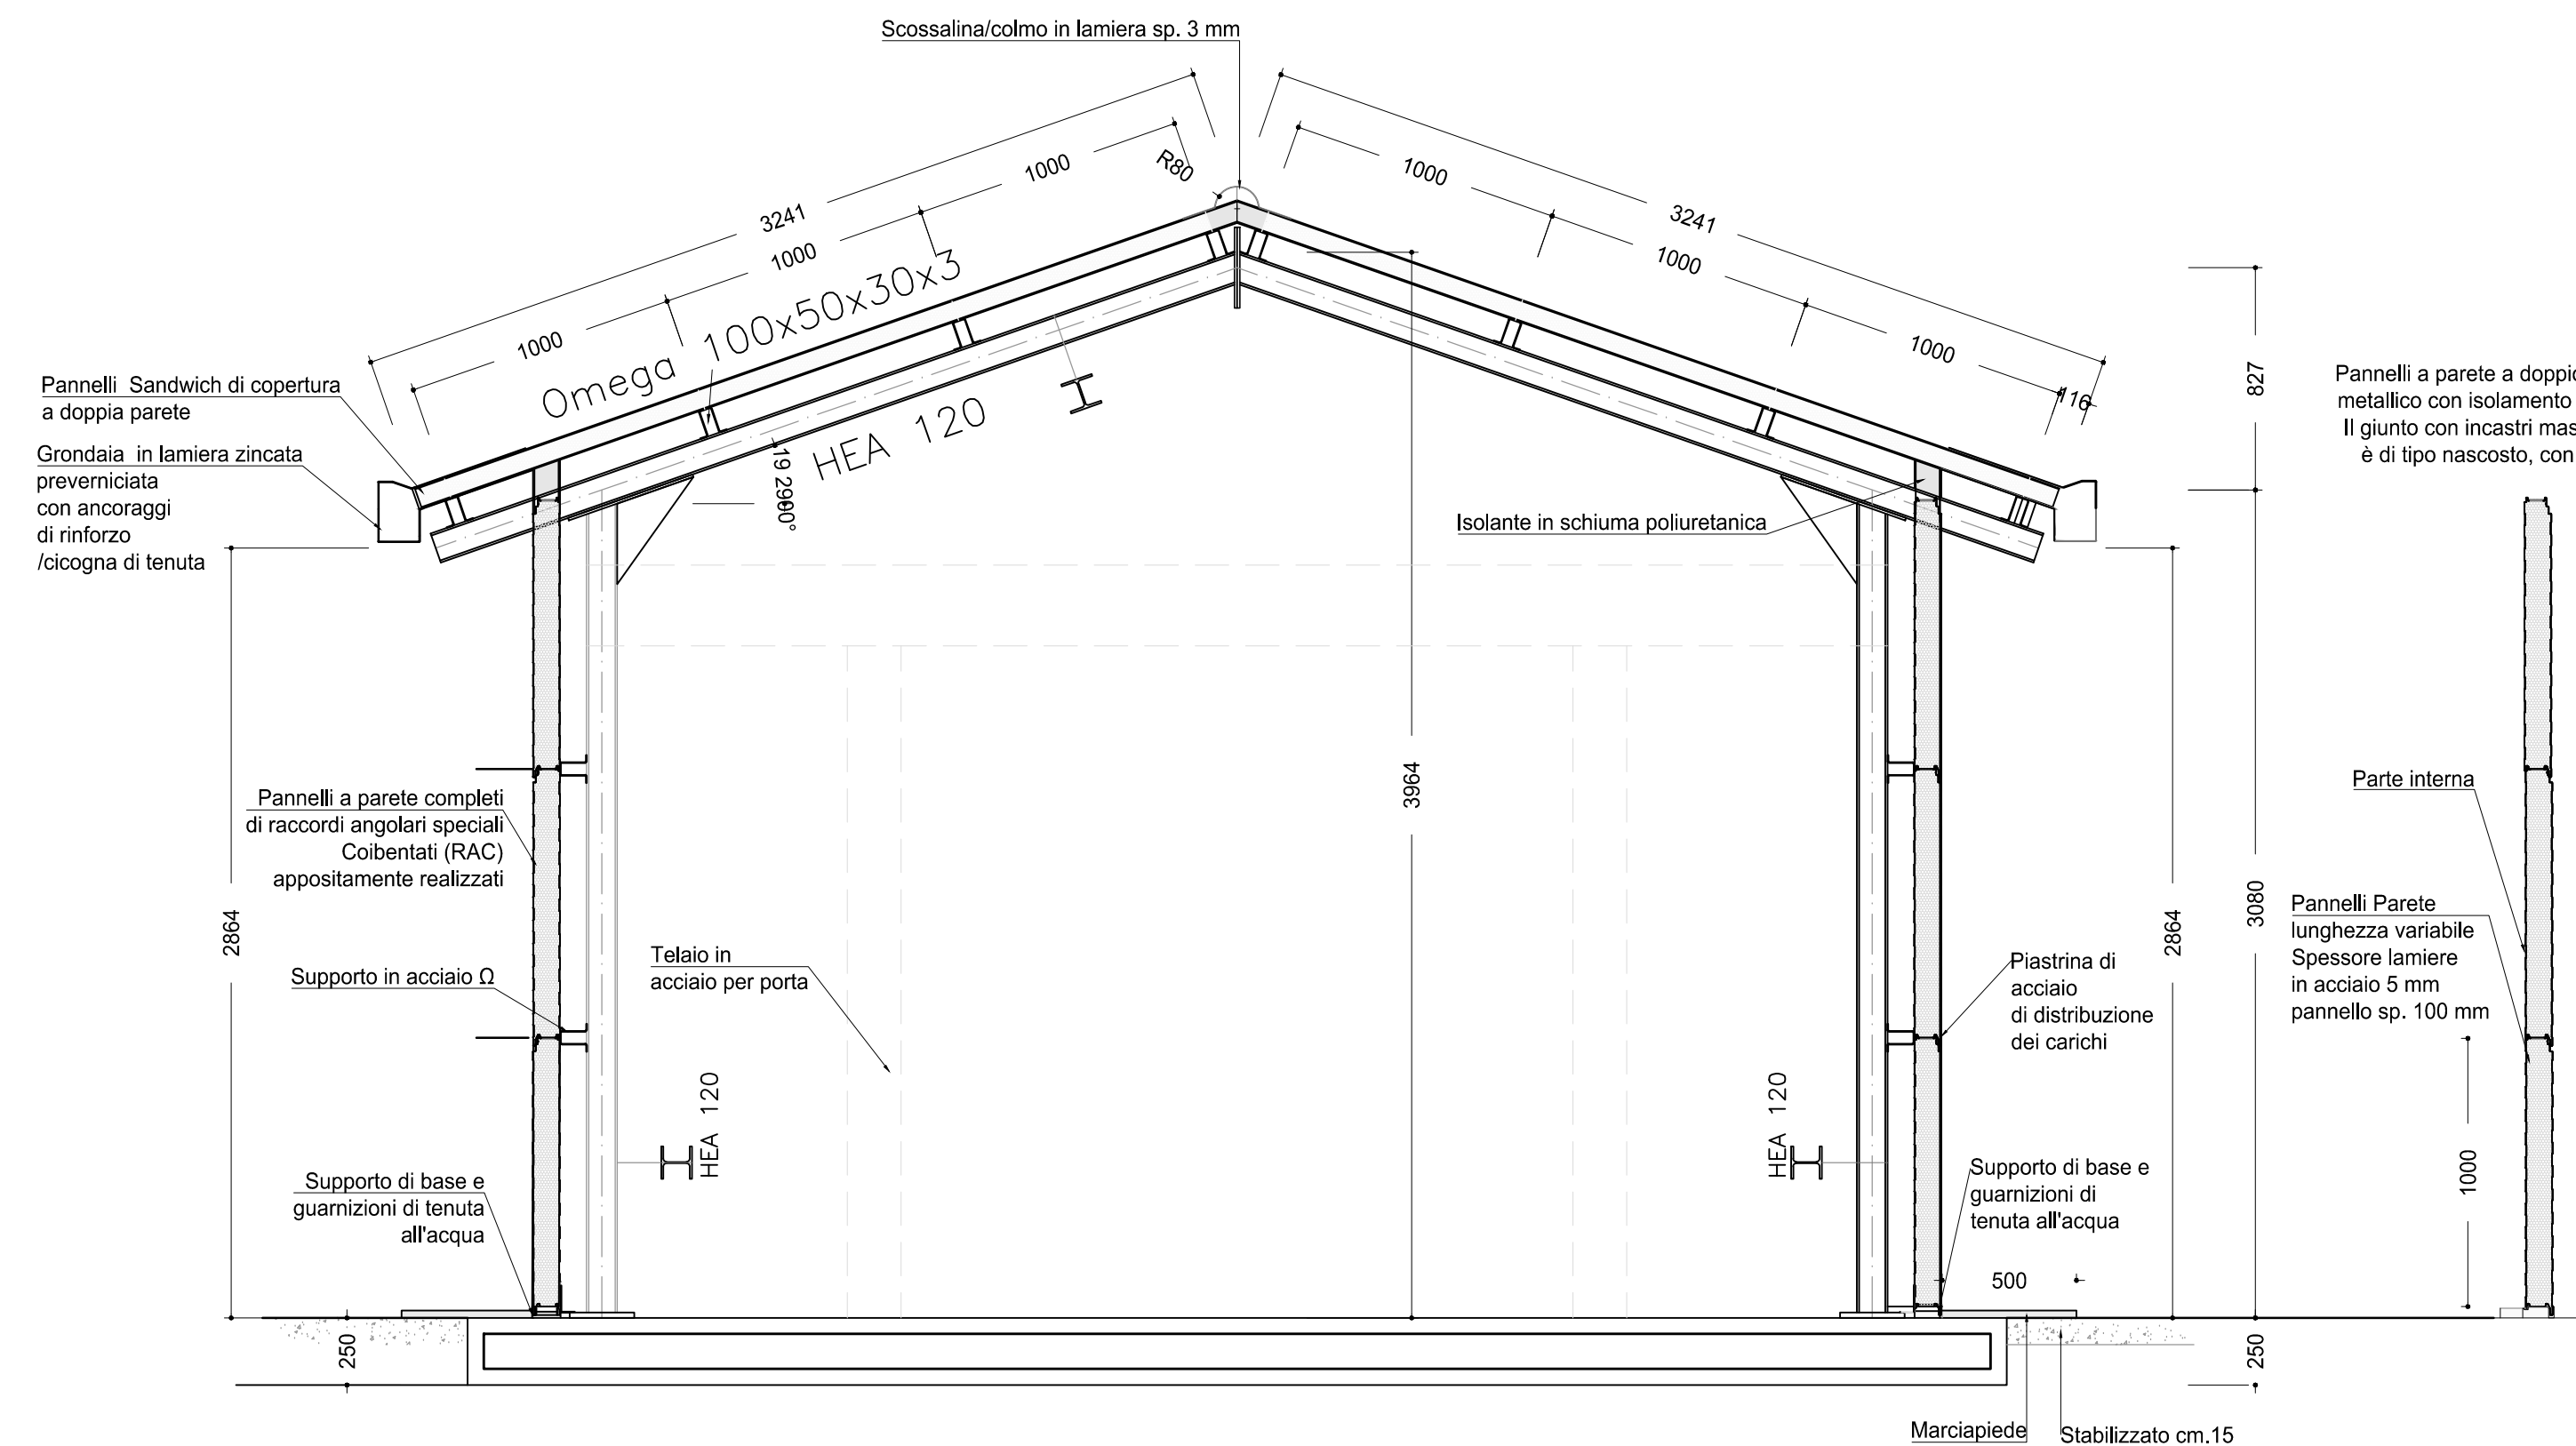 Scossalina/colmo in lamiera sp. 3 mm
1000
R80
3241
1000
1000
Omega 100x50x30x3
HEA 120
1000
3241
1000
1000
116
827
Pannelli Sandwich di copertura
a doppia parete
Grondaia in lamiera zincata
preverniciata
con ancoraggi
di rinforzo
/cicogna di tenuta
Isolante in schiuma poliuretanica
Pannelli a parete a doppio
metallico con isolamento
Il giunto con incastri mas
è di tipo nascosto, con
3964
Pannelli a parete completi
di raccordi angolari speciali
Coibentati (RAC)
appositamente realizzati
2864
Supporto in acciaio Ω
Telaio in
acciaio per porta
Piastrina di
acciaio
di distribuzione
dei carichi
2864
3080
Parte interna
Pannelli Parete
lunghezza variabile
Spessore lamiere
in acciaio 5 mm
pannello sp. 100 mm
HEA 120
HEA 120
1000
Supporto di base e
guarnizioni di tenuta
all'acqua
Supporto di base e
guarnizioni di
tenuta all'acqua
500
250
250
Marciapiede
Stabilizzato cm.15